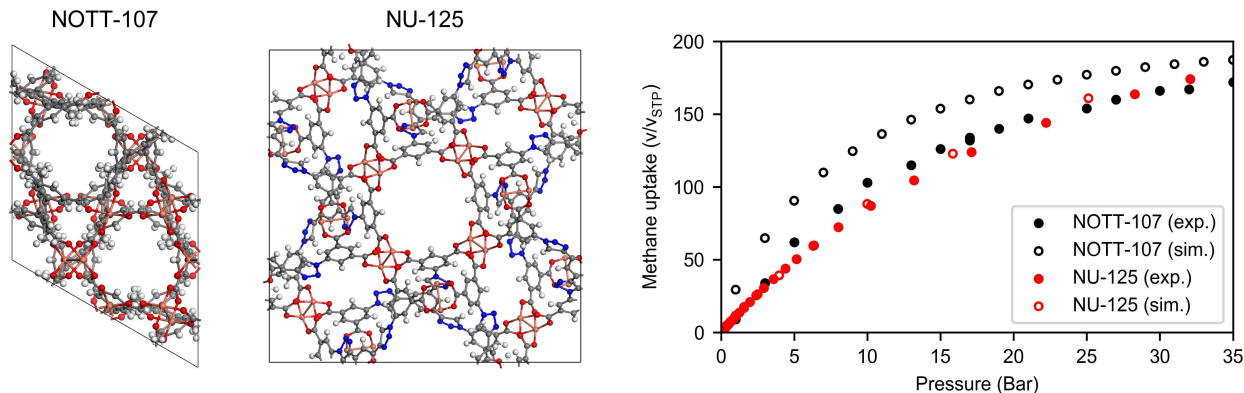 NOTT-107
NU-125
200
150
100
50
0
Methane uptake (v/v_STP)
0 5 10 15 20 25 30 35
Pressure (Bar)
NOTT-107 (exp.)
NOTT-107 (sim.)
NU-125 (exp.)
NU-125 (sim.)